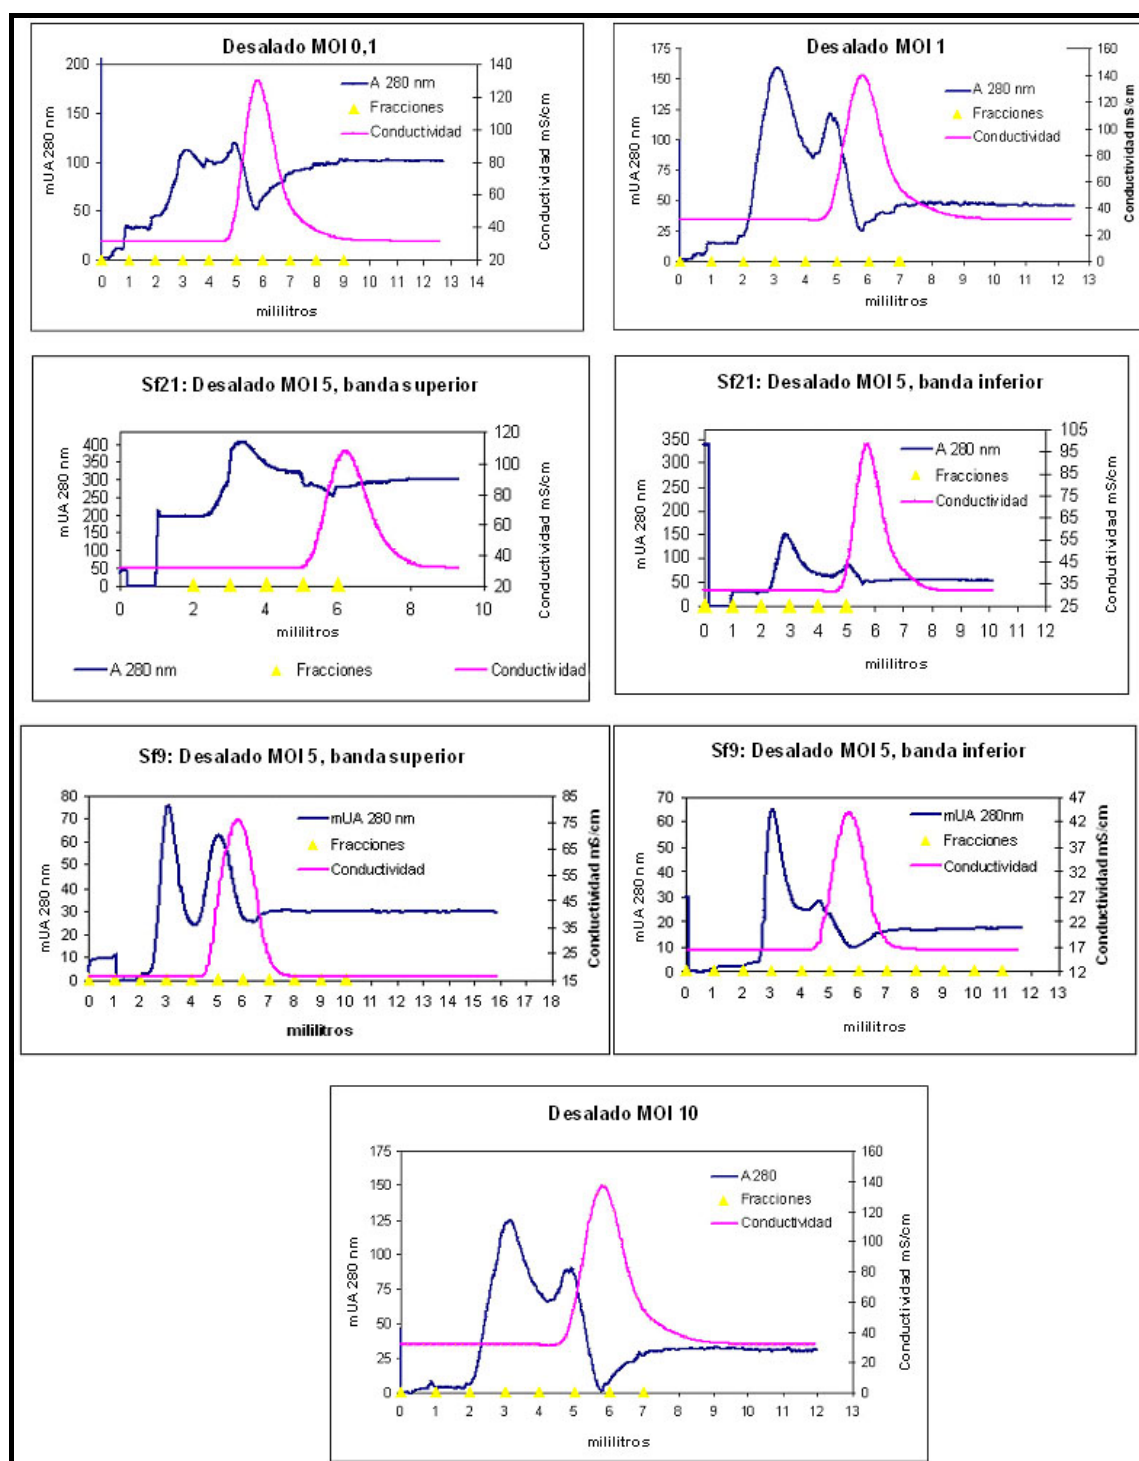 Desalado MOI 0,1
200
150
100
50
0
mUA 280 nm
A 280 nm
Fracciones
Conductividad
140
120
100
80
60
40
20
Conductividad mS/cm
0 1 2 3 4 5 6 7 8 9 10 11 12 13 14
mililitros
Desalado MOI 1
175
150
125
100
75
50
25
0
mUA 280 nm
A 280 nm
Fracciones
Conductividad
160
140
120
100
80
60
40
20
0
Conductividad mS/cm
0 1 2 3 4 5 6 7 8 9 10 11 12 13
mililitros
Sf21: Desalado MOI 5, banda superior
400
350
300
250
200
150
100
50
0
mUA 280 nm
120
100
80
60
40
20
Conductividad mS/cm
0 2 4 6 8 10
mililitros
A 280 nm Fracciones Conductividad
Sf21: Desalado MOI 5, banda inferior
350
300
250
200
150
100
50
0
mUA 280 nm
A 280 nm
Fracciones
Conductividad
105
95
85
75
65
55
45
35
25
Conductividad mS/cm
0 1 2 3 4 5 6 7 8 9 10 11 12
mililitros
Sf9: Desalado MOI 5, banda superior
80
70
60
50
40
30
20
10
0
mUA 280 nm
mUA 280 nm
Fracciones
Conductividad
85
75
65
55
45
35
25
15
Conductividad mS/cm
0 1 2 3 4 5 6 7 8 9 10 11 12 13 14 15 16 17 18
mililitros
Sf9: Desalado MOI 5, banda inferior
70
60
50
40
30
20
10
0
mUA 280 nm
mUA 280nm
Fracciones
Conductividad
47
42
37
32
27
22
17
12
Conductividad mS/cm
0 1 2 3 4 5 6 7 8 9 10 11 12 13
mililitros
Desalado MOI 10
175
150
125
100
75
50
25
0
mUA 280 nm
A280
Fracciones
Conductividad
160
140
120
100
80
60
40
20
0
Conductividad mS/cm
0 1 2 3 4 5 6 7 8 9 10 11 12 13
mililitros